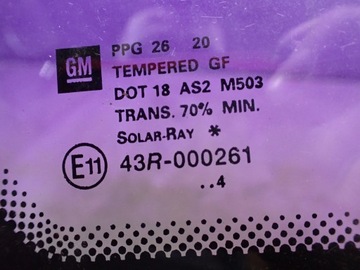 GM
PPG 26 20
TEMPERED GF
DOT 18 AS2 M503
TRANS. 70% MIN.
SOLAR-RAY *
E11 43R-000261
..4